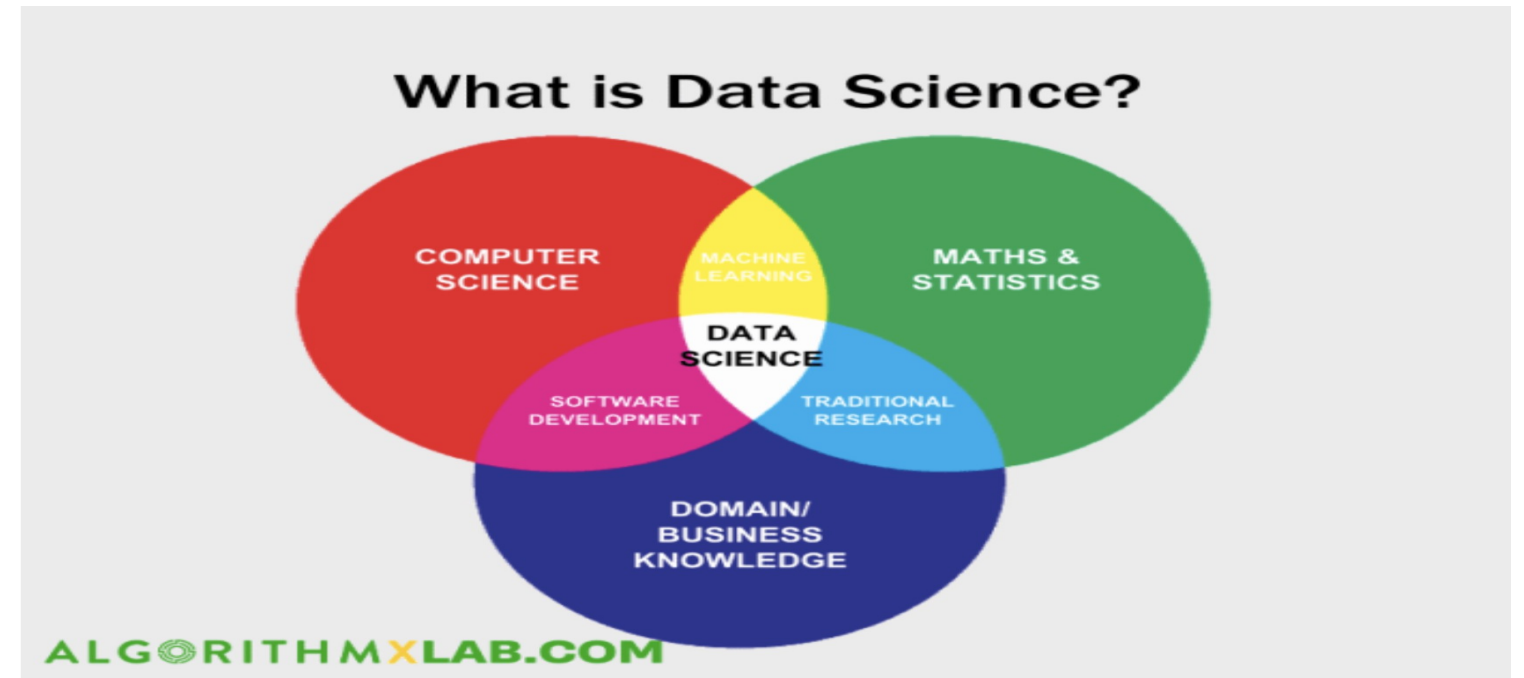 What is Data Science?
COMPUTER
SCIENCE
MACHINE
LEARNING
MATHS &
STATISTICS
DATA
SCIENCE
SOFTWARE
DEVELOPMENT
TRADITIONAL
RESEARCH
DOMAIN/
BUSINESS
KNOWLEDGE
ALGORITHMXLAB.COM